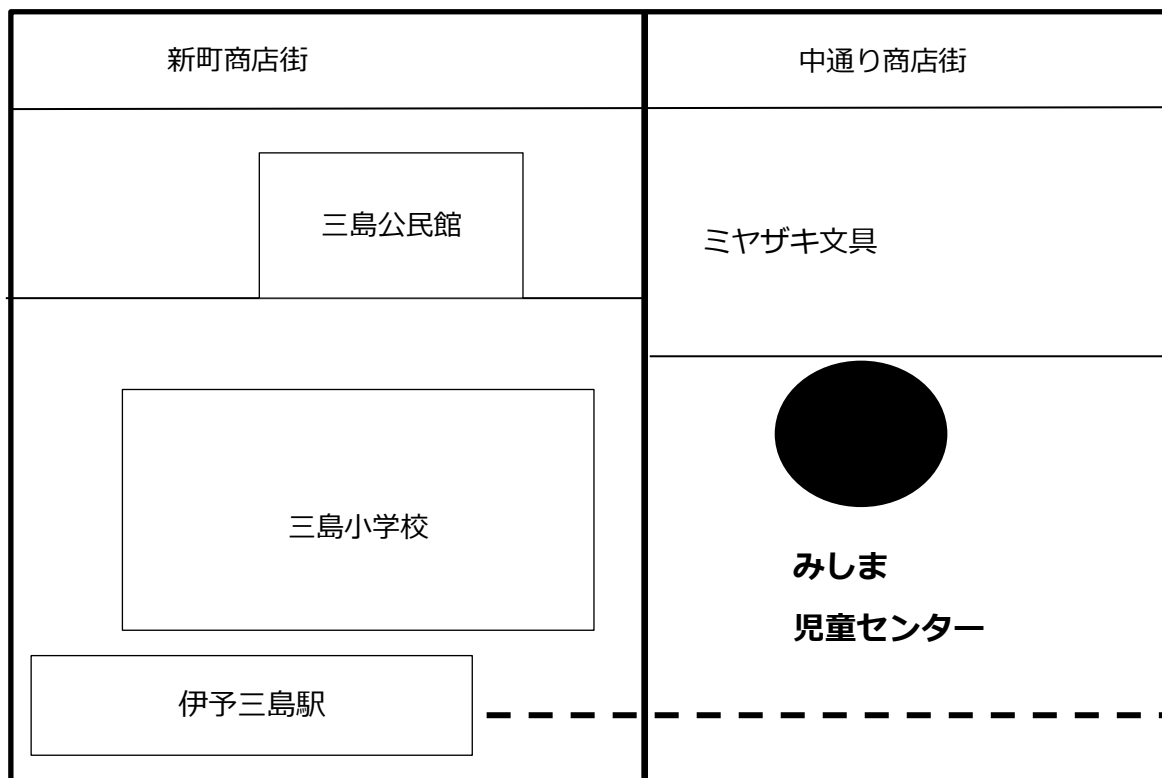 新町商店街
中通り商店街
三島公民館
ミヤザキ文具
三島小学校
みしま
児童センター
伊予三島駅